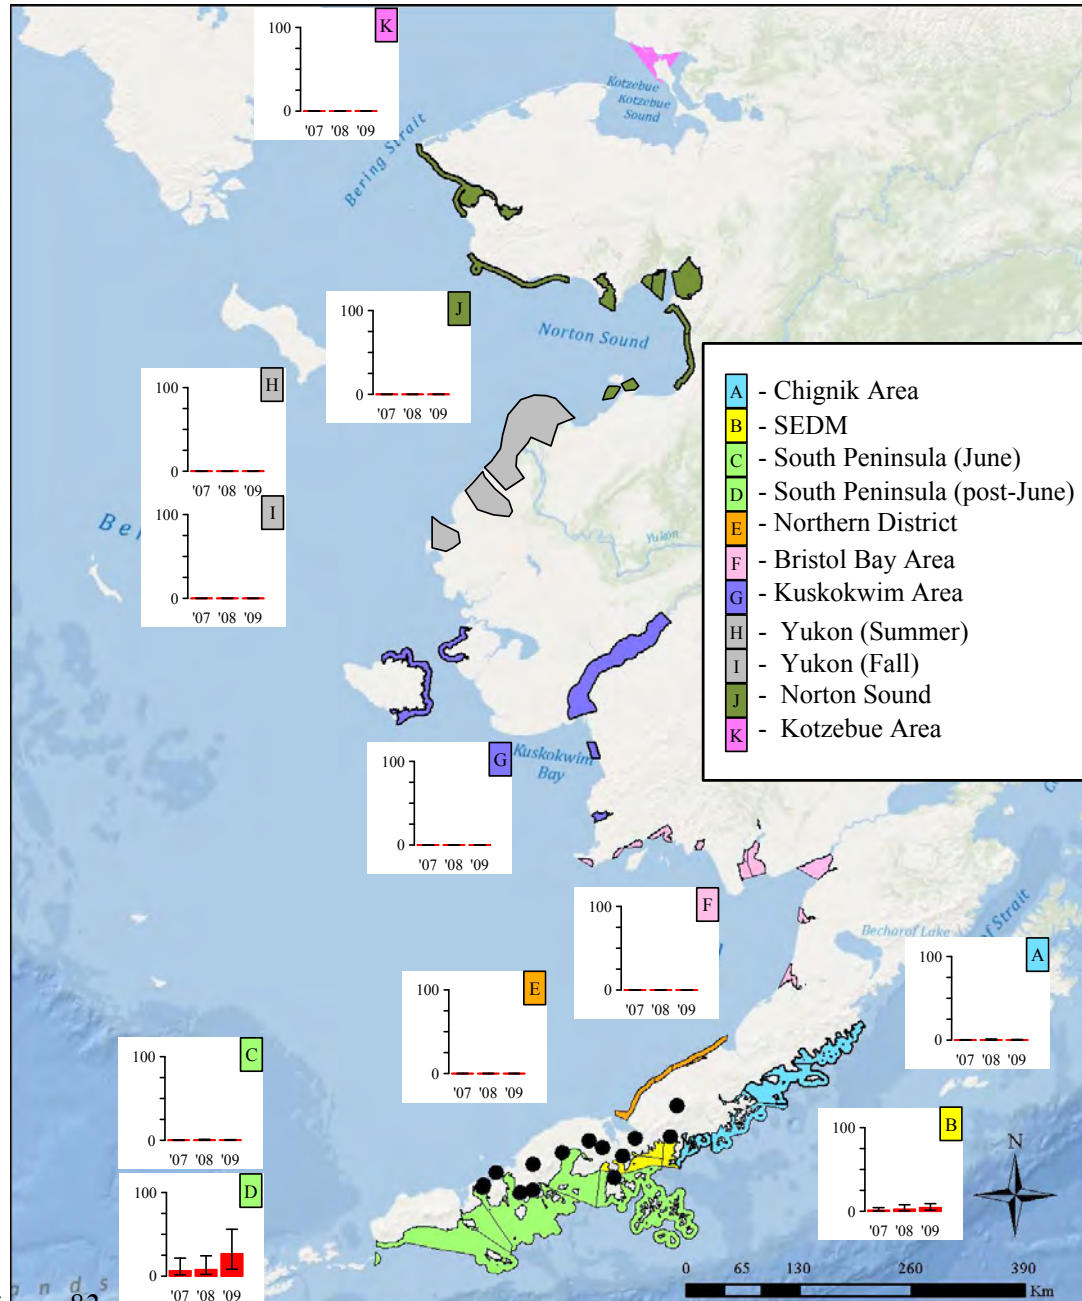 K
100
0
'07 '08 '09
Kotzebue
Kotzebue
Sound
Bering Strait
J
100
0
'07 '08 '09
Norton Sound
H
100
0
'07 '08 '09
I
100
0
'07 '08 '09
Ber
Yukon
A - Chignik Area
B - SEDM
C - South Peninsula (June)
D - South Peninsula (post-June)
E - Northern District
F - Bristol Bay Area
G - Kuskokwim Area
H - Yukon (Summer)
I - Yukon (Fall)
J - Norton Sound
K - Kotzebue Area
Kuskokwim
Bay
G
100
0
'07 '08 '09
F
100
0
'07 '08 '09
Becharof Lake
of Strait
A
100
0
'07 '08 '09
E
100
0
'07 '08 '09
C
100
0
'07 '08 '09
B
100
0
'07 '08 '09
D
100
0
'07 '08 '09
N
0 65 130 260 390
Km
ands
82